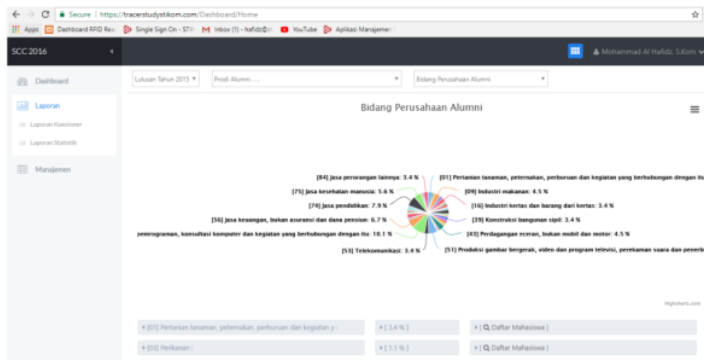 Secure | https://tracerstudystikom.com/Dashboard/Home
Apps Dashboard RFID Rea Single Sign On - STI Inbox (1) - hafidz@st YouTube Aplikasi Manajemen
SCC 2016 Mohammad Al Hafidz, S.Kom
Dashboard
Laporan
Laporan Kuesioner
Laporan Statistik
Manajemen
Lulusan Tahun 2015 Prodi Alumni .... Bidang Perusahaan Alumni
Bidang Perusahaan Alumni
[84] Jasa perorangan lainnya: 3.4 % [01] Pertanian tanaman, peternakan, perburuan dan kegiatan yang berhubungan dengan itu
[75] Jasa kesehatan manusia: 5.6 % [09] Industri makanan: 4.5 %
[74] Jasa pendidikan: 7.9 % [16] Industri kertas dan barang dari kertas: 3.4 %
[56] Jasa keuangan, bukan asuransi dan dana pension: 6.7 % [39] Konstruksi bangunan sipil: 3.4 %
pemrograman, konsultasi komputer dan kegiatan yang berhubungan dengan itu: 10.1 % [43] Perdagangan eceran, bukan mobil dan motor: 4.5 %
[53] Telekomunikasi: 3.4 % [51] Produksi gambar bergerak, video dan program televisi, perekaman suara dan penerb
Highcharts.com
[01] Pertanian tanaman, peternakan, perburuan dan kegiatan y : [ 3.4 % ] [ Daftar Mahasiswa ]
[03] Perikanan : [ 1.1 % ] [ Daftar Mahasiswa ]